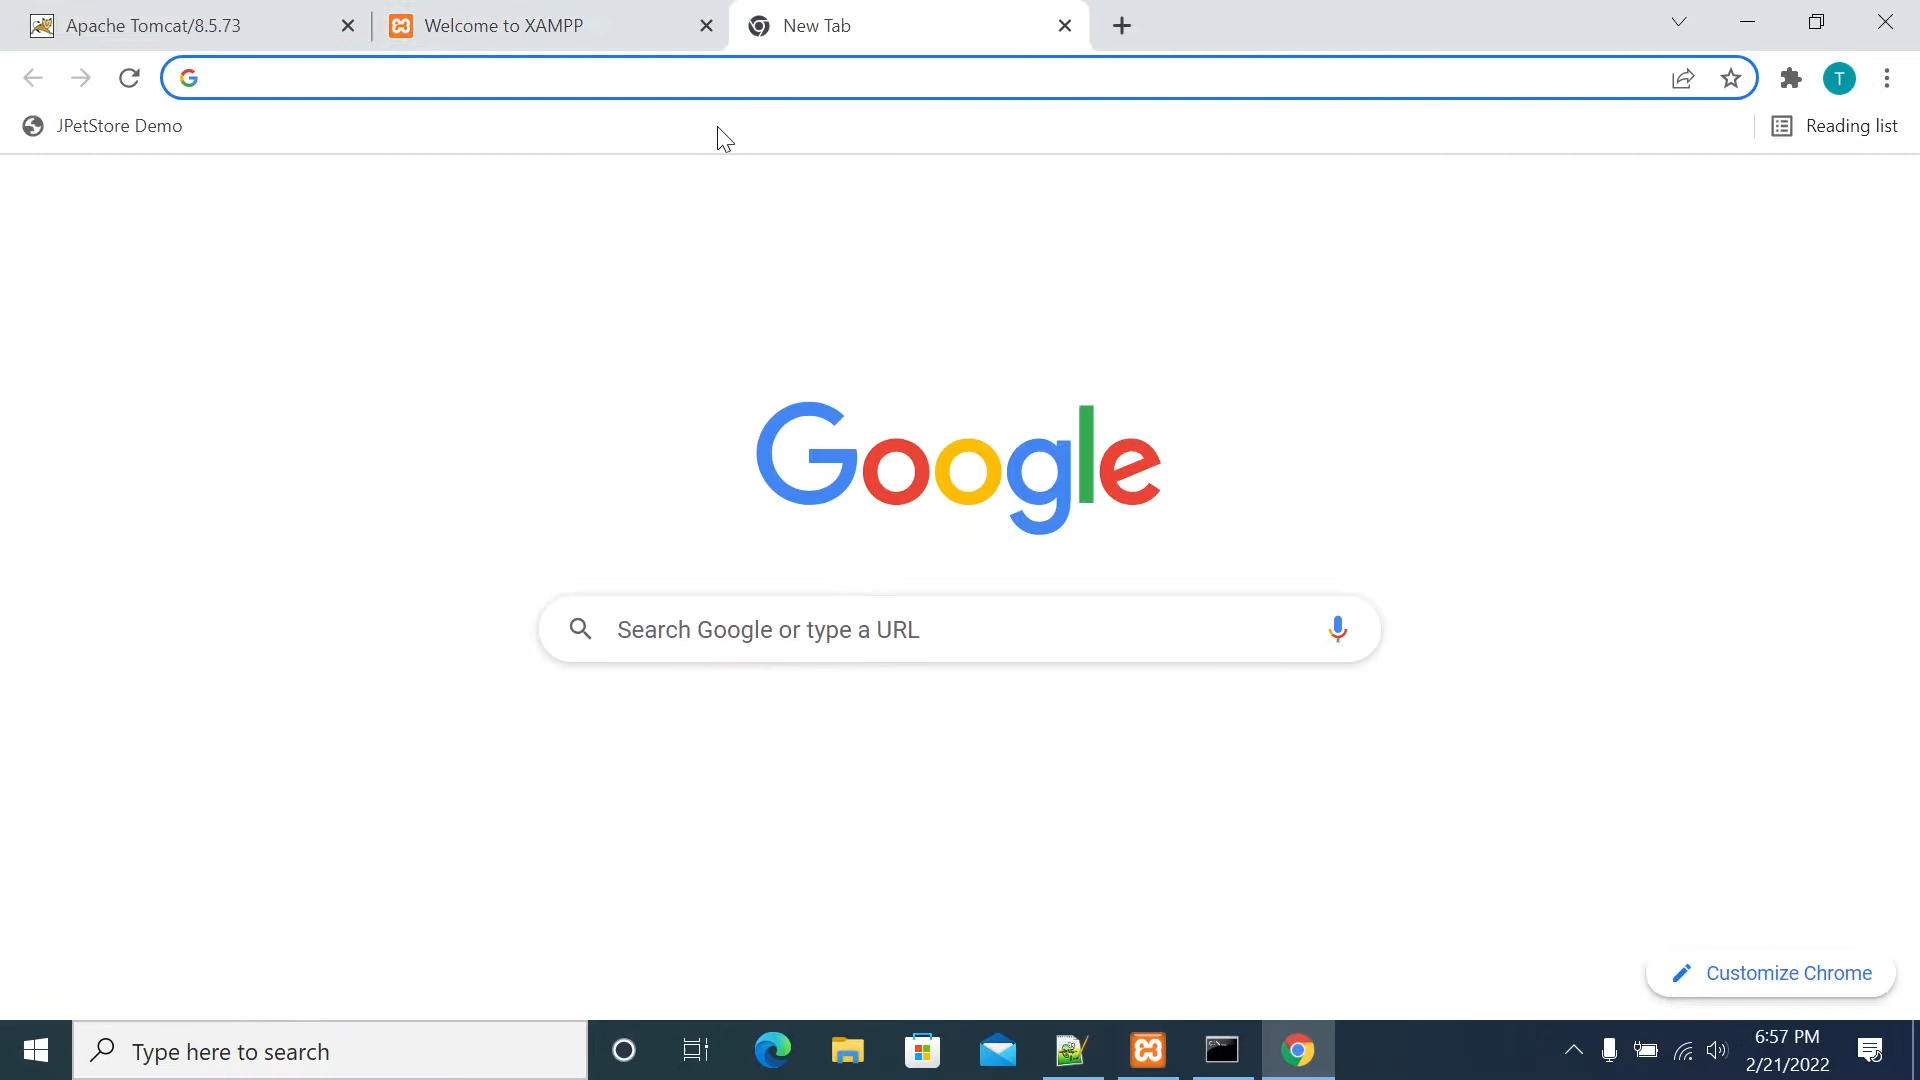 Apache Tomcat/8.5.73
Welcome to XAMPP
New Tab
T
JPetStore Demo
Reading list
Google
Search Google or type a URL
Customize Chrome
Type here to search
6:57 PM
2/21/2022